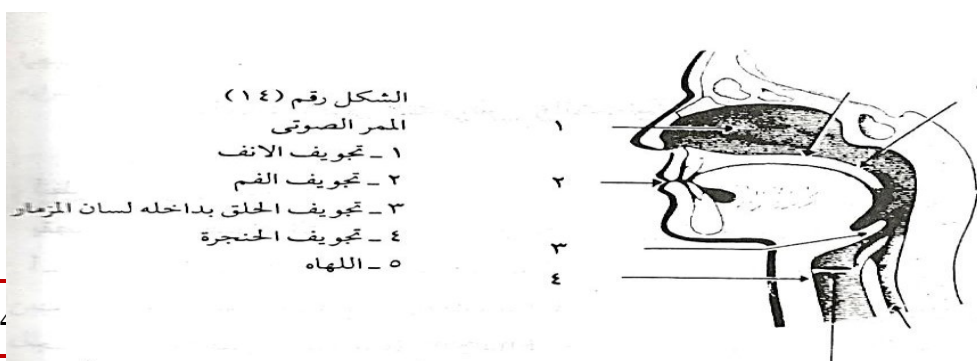 الشكل رقم (١٤)
الممر الصوتى
١ ـ تجويف الانف
٢ ـ تجويف الفم
٣ ـ تجويف الحلق بداخله لسان المزمار
٤ ـ تجويف الحنجرة
٥ ـ اللهاه
١
٢
٣
٤